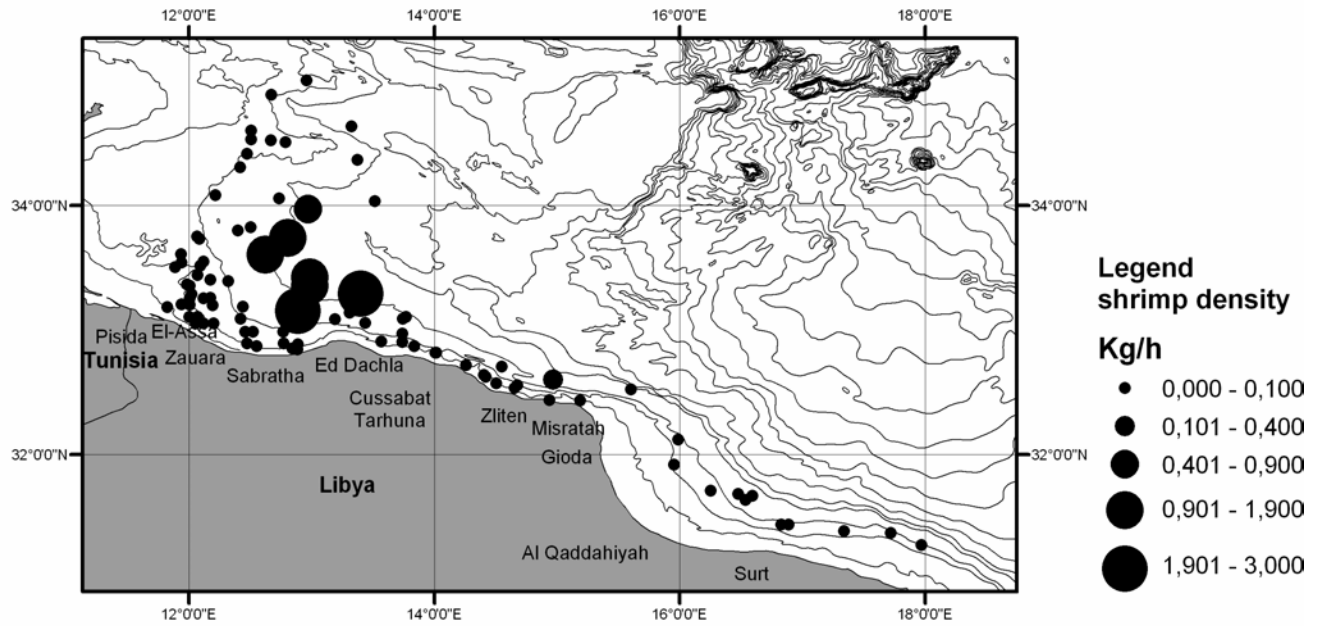 12°0'0"E 14°0'0"E 16°0'0"E 18°0'0"E
34°0'0"N 34°0'0"N
Pisida El-Assa
Tunisia Zauara
Sabratha
Ed Dachla
Cussabat
Tarhuna
Zliten
Misratah
Gioda
32°0'0"N 32°0'0"N
Libya
Al Qaddahiyah
Surt
12°0'0"E 14°0'0"E 16°0'0"E 18°0'0"E
Legend
shrimp density
Kg/h
0,000 - 0,100
0,101 - 0,400
0,401 - 0,900
0,901 - 1,900
1,901 - 3,000